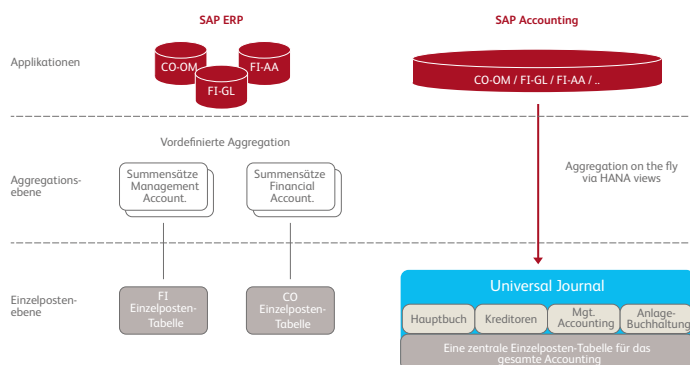 SAP ERP
SAP Accounting
Applikationen
CO-OM
FI-AA
FI-GL
CO-OM / FI-GL / FI-AA / ..
Vordefinierte Aggregation
Aggregations-
ebene
Summensätze
Management
Account.
Summensätze
Financial
Account.
Aggregation on the fly
via HANA views
Einzelposten-
ebene
FI
Einzelposten-
Tabelle
CO
Einzelposten-
Tabelle
Universal Journal
Hauptbuch
Kreditoren
Mgt.
Accounting
Anlage-
Buchhaltung
Eine zentrale Einzelposten-Tabelle für das
gesamte Accounting